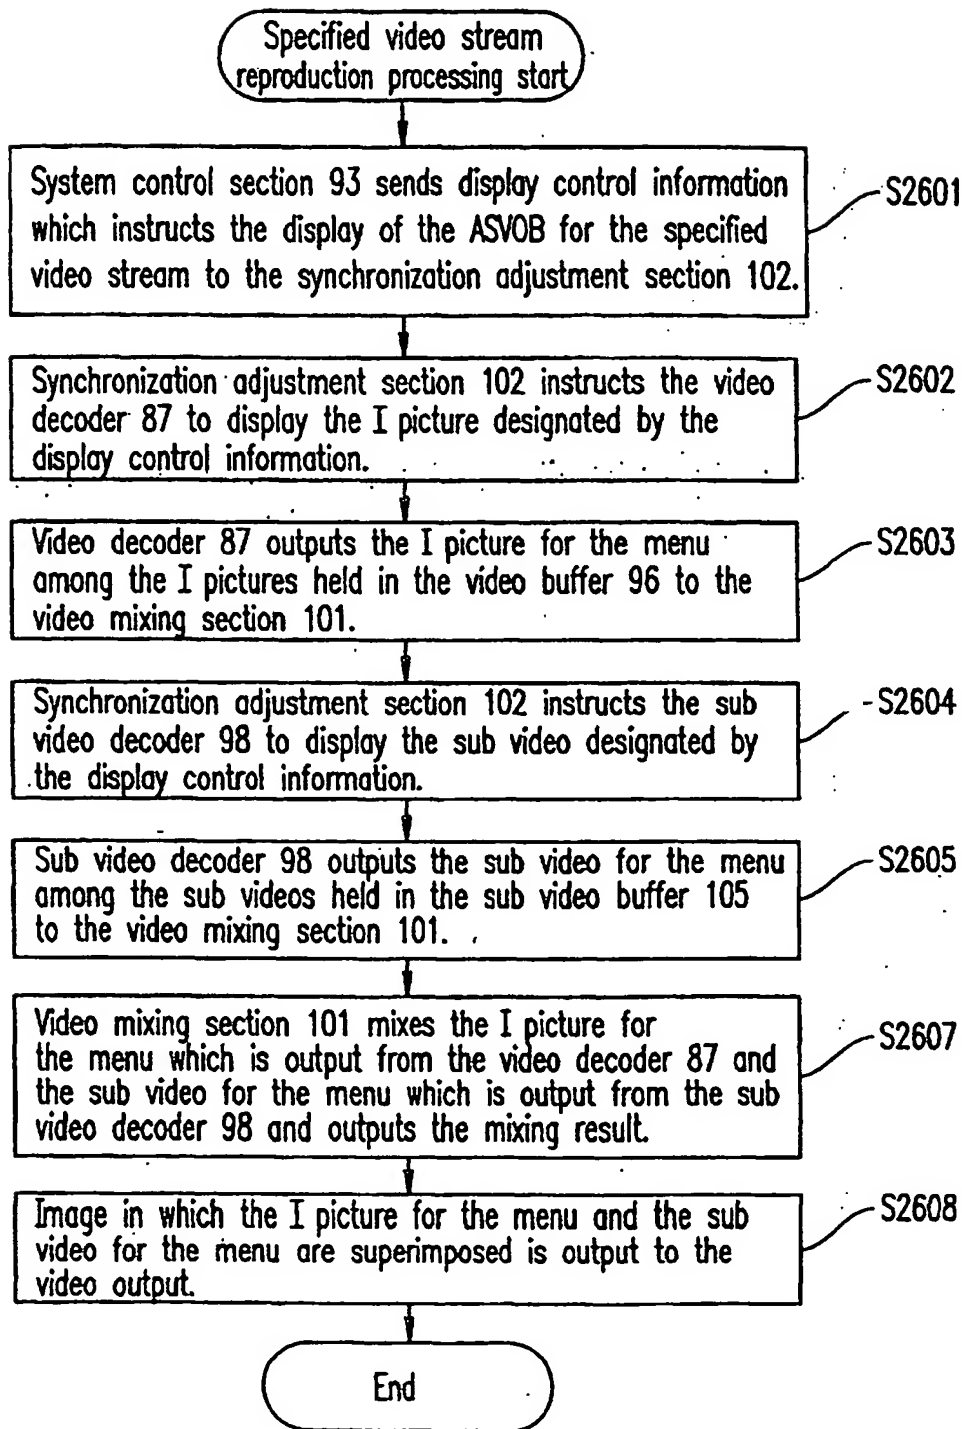 Specified video stream
reproduction processing start
System control section 93 sends display control information
which instructs the display of the ASVOB for the specified
video stream to the synchronization adjustment section 102.
S2601
Synchronization adjustment section 102 instructs the video
decoder 87 to display the I picture designated by the
display control information.
S2602
Video decoder 87 outputs the I picture for the menu
among the I pictures held in the video buffer 96 to the
video mixing section 101.
S2603
Synchronization adjustment section 102 instructs the sub
video decoder 98 to display the sub video designated by
the display control information.
S2604
Sub video decoder 98 outputs the sub video for the menu
among the sub videos held in the sub video buffer 105
to the video mixing section 101.
S2605
Video mixing section 101 mixes the I picture for
the menu which is output from the video decoder 87 and
the sub video for the menu which is output from the sub
video decoder 98 and outputs the mixing result.
S2607
Image in which the I picture for the menu and the sub
video for the menu are superimposed is output to the
video output.
S2608
End